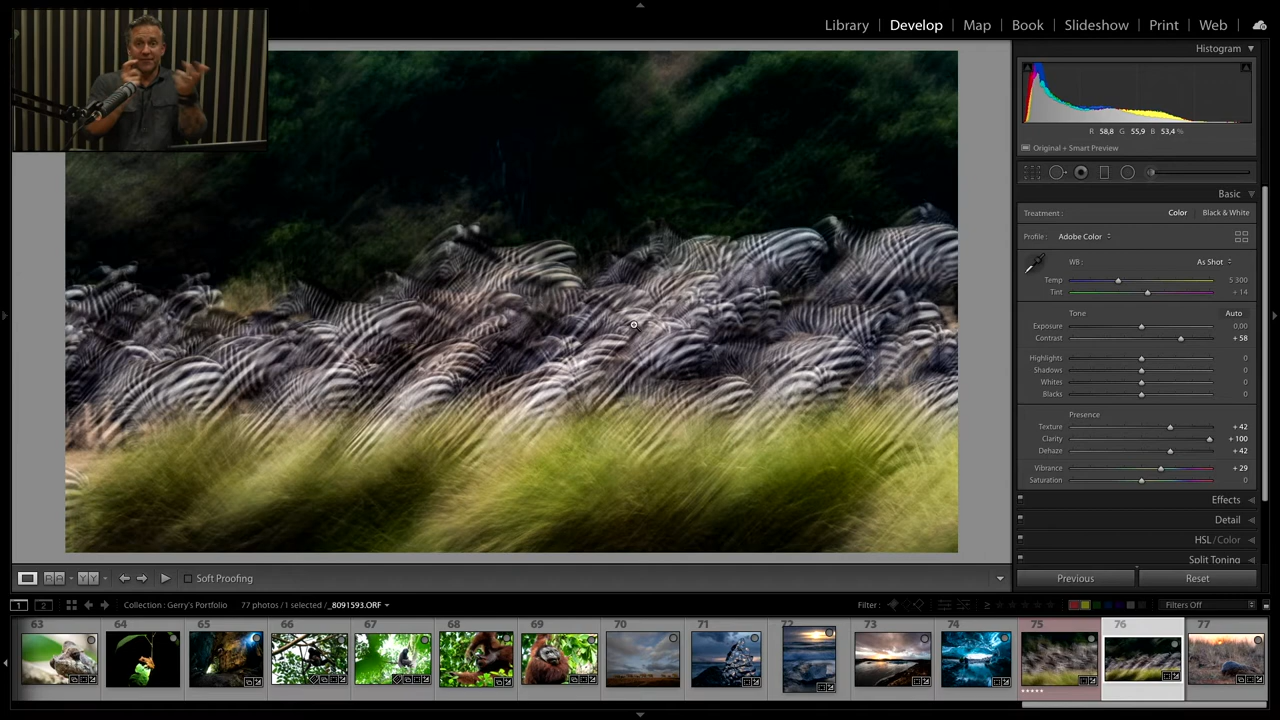 Library | Develop | Map | Book | Slideshow | Print | Web
Histogram
R 58,8 G 55,9 B 53,4 %
Original + Smart Preview
Basic
Treatment : Color Black & White
Profile : Adobe Color
WB : As Shot
Temp 5 300
Tint + 14
Tone Auto
Exposure 0.00
Contrast + 58
Highlights 0
Shadows 0
Whites 0
Blacks 0
Presence
Texture + 42
Clarity + 100
Dehaze + 42
Vibrance + 29
Saturation 0
Effects
Detail
HSL / Color
Split Toning
R A Y Y Soft Proofing
Previous Reset
1 2 Collection : Gerry's Portfolio 77 photos / 1 selected / _8091593.ORF Filter : Filters Off
63 64 65 66 67 68 69 70 71 72 73 74 75 76 77